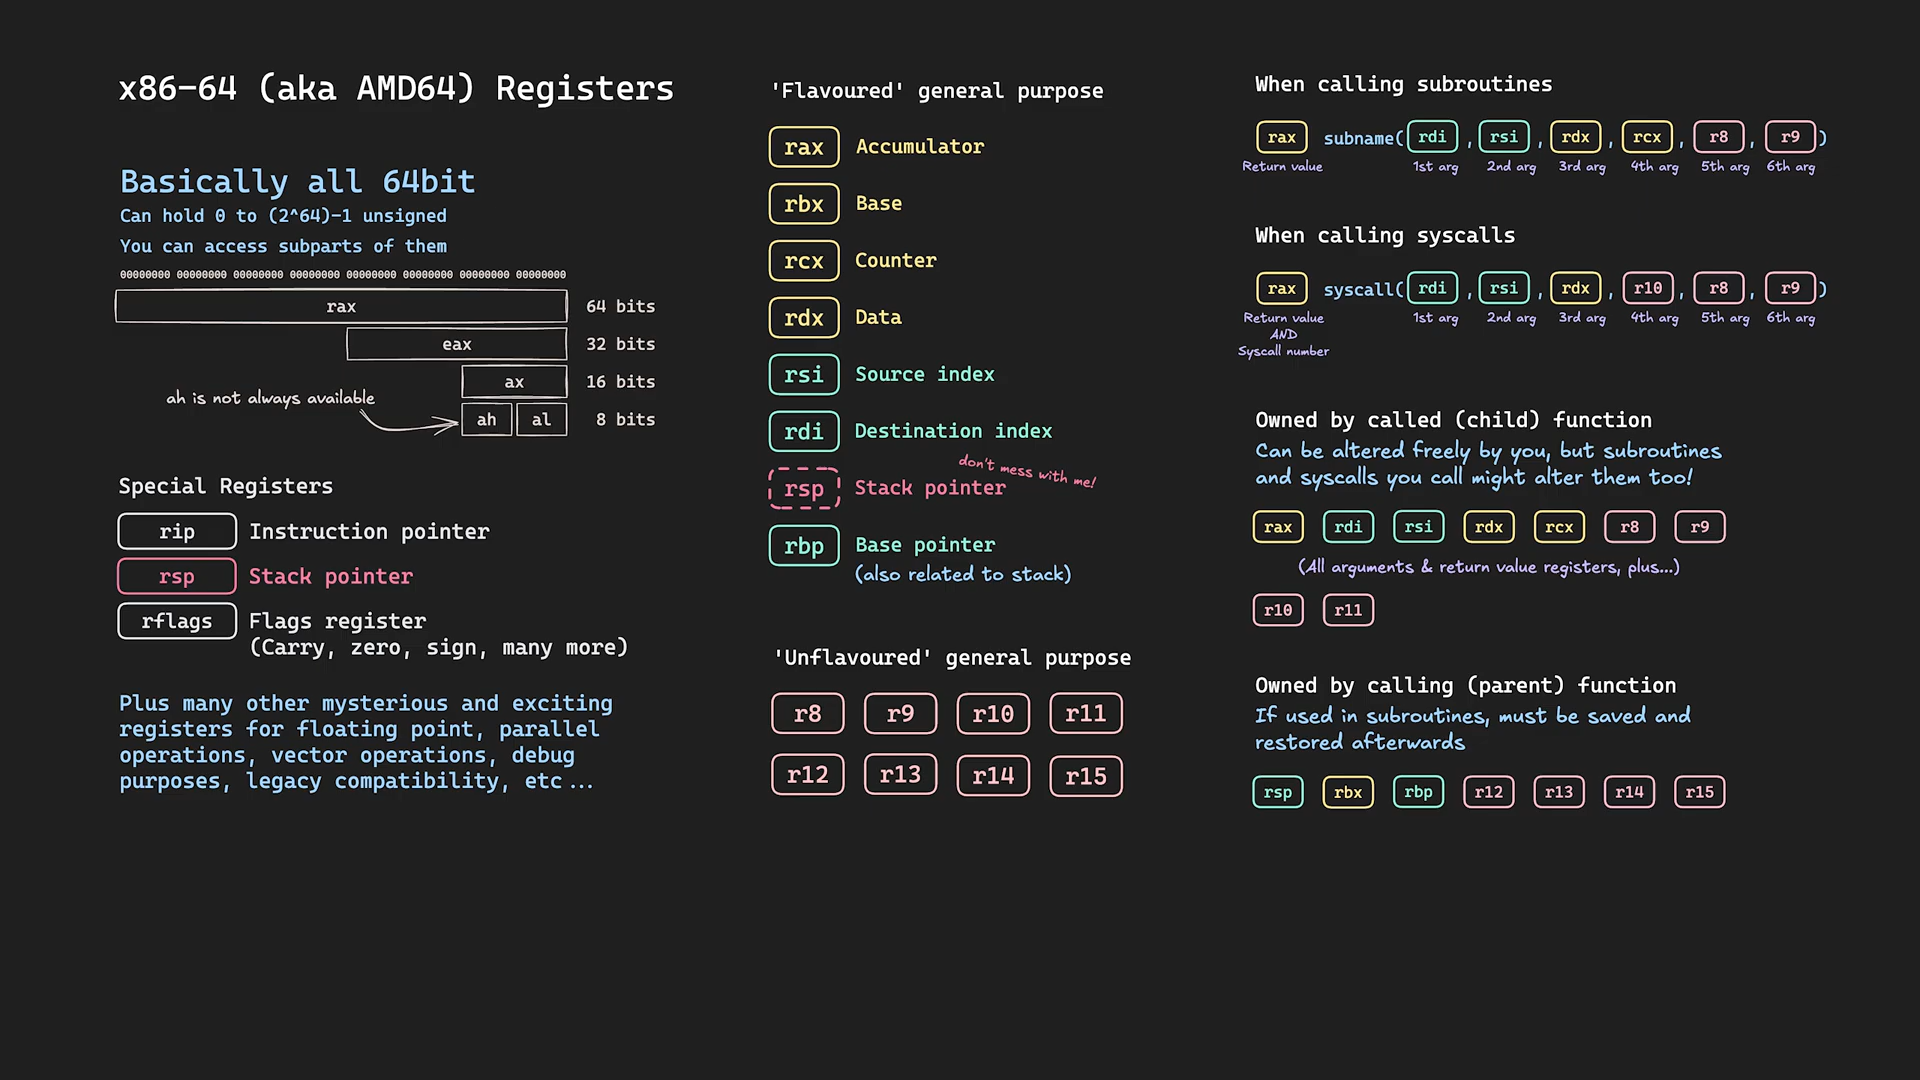 x86-64 (aka AMD64) Registers
Basically all 64bit
Can hold 0 to (2^64)-1 unsigned
You can access subparts of them
00000000 00000000 00000000 00000000 00000000 00000000 00000000 00000000
rax 64 bits
eax 32 bits
ax 16 bits
ah is not always available
ah al 8 bits
Special Registers
rip Instruction pointer
rsp Stack pointer
rflags Flags register
(Carry, zero, sign, many more)
Plus many other mysterious and exciting
registers for floating point, parallel
operations, vector operations, debug
purposes, legacy compatibility, etc...
'Flavoured' general purpose
rax Accumulator
rbx Base
rcx Counter
rdx Data
rsi Source index
rdi Destination index
don't mess with me!
rsp Stack pointer
rbp Base pointer
(also related to stack)
'Unflavoured' general purpose
r8 r9 r10 r11
r12 r13 r14 r15
When calling subroutines
rax subname( rdi , rsi , rdx , rcx , r8 , r9 )
Return value 1st arg 2nd arg 3rd arg 4th arg 5th arg 6th arg
When calling syscalls
rax syscall( rdi , rsi , rdx , r10 , r8 , r9 )
Return value 1st arg 2nd arg 3rd arg 4th arg 5th arg 6th arg
AND
Syscall number
Owned by called (child) function
Can be altered freely by you, but subroutines
and syscalls you call might alter them too!
rax rdi rsi rdx rcx r8 r9
(All arguments & return value registers, plus...)
r10 r11
Owned by calling (parent) function
If used in subroutines, must be saved and
restored afterwards
rsp rbx rbp r12 r13 r14 r15